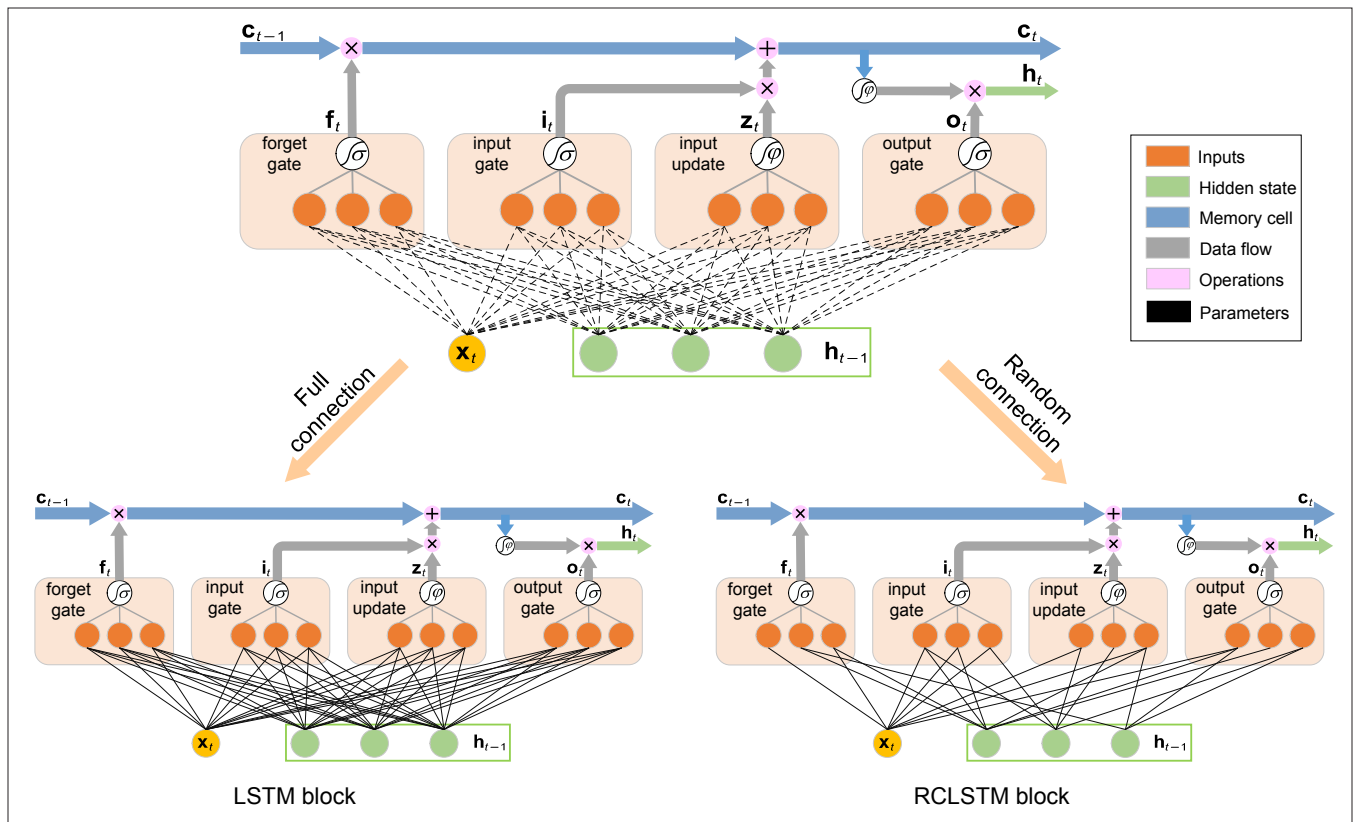 c_{t−1}
c_t
h_t
f_t
i_t
z_t
o_t
forget
gate
∫σ
input
gate
∫σ
input
update
∫φ
output
gate
∫σ
∫φ
x_t
h_{t−1}
Inputs
Hidden state
Memory cell
Data flow
Operations
Parameters
Full
connection
Random
connection
c_{t−1}
c_t
h_t
f_t
i_t
z_t
o_t
forget
gate
∫σ
input
gate
∫σ
input
update
∫φ
output
gate
∫σ
∫φ
x_t
h_{t−1}
LSTM block
c_{t−1}
c_t
h_t
f_t
i_t
z_t
o_t
forget
gate
∫σ
input
gate
∫σ
input
update
∫φ
output
gate
∫σ
∫φ
x_t
h_{t−1}
RCLSTM block